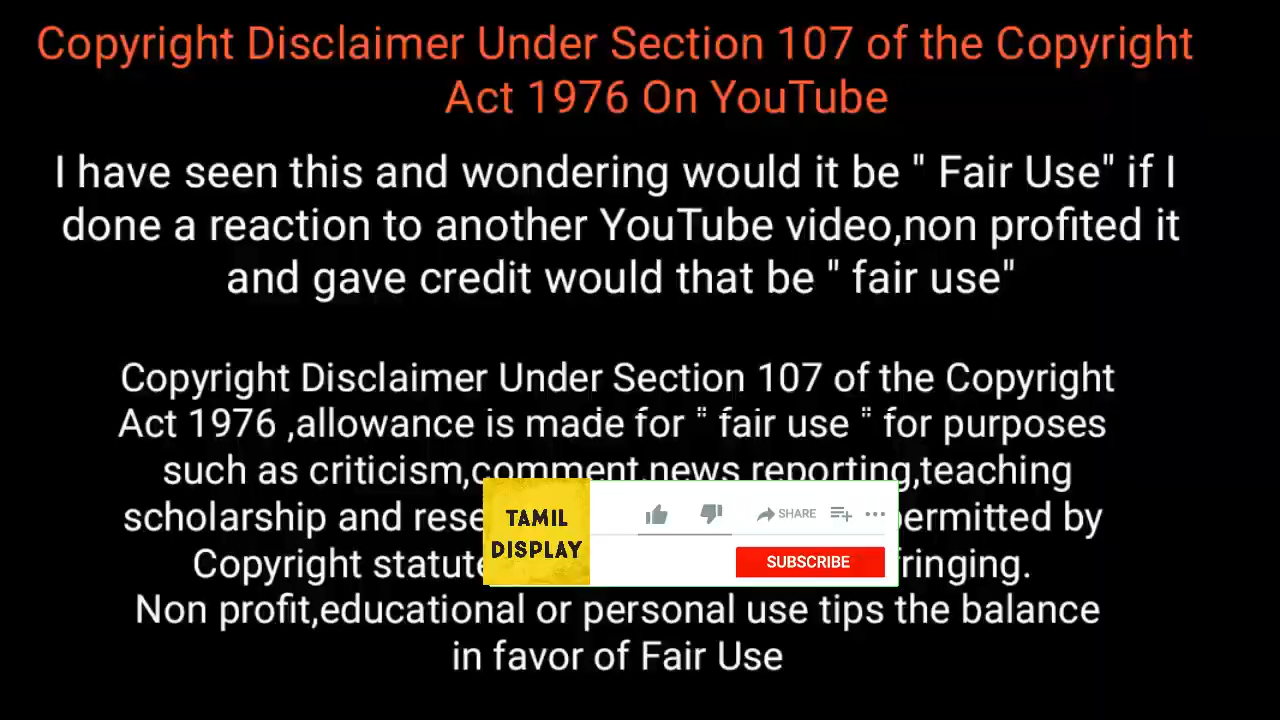 Copyright Disclaimer Under Section 107 of the Copyright
Act 1976 On YouTube
I have seen this and wondering would it be " Fair Use" if I
done a reaction to another YouTube video,non profited it
and gave credit would that be " fair use"
Copyright Disclaimer Under Section 107 of the Copyright
Act 1976 ,allowance is made for " fair use " for purposes
such as criticism,comment,news reporting,teaching
scholarship and
permitted by
Copyright
Non profit,educational or personal use tips the balance
in favor of Fair Use
TAMIL
DISPLAY
SHARE
SUBSCRIBE